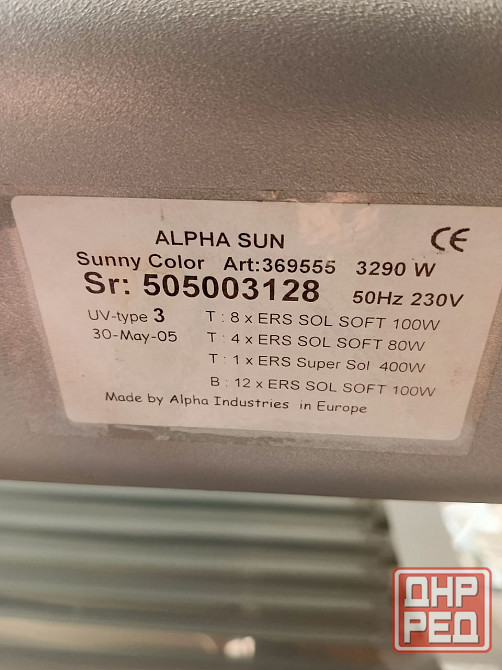 ALPHA SUN
CE
Sunny Color Art:369555 3290 W
Sr: 505003128 50Hz 230V
UV-type 3 T : 8 x ERS SOL SOFT 100W
30-May-05 T : 4 x ERS SOL SOFT 80W
T : 1 x ERS Super Sol 400W
B : 12 x ERS SOL SOFT 100W
Made by Alpha Industries in Europe
ДНР
РЕД